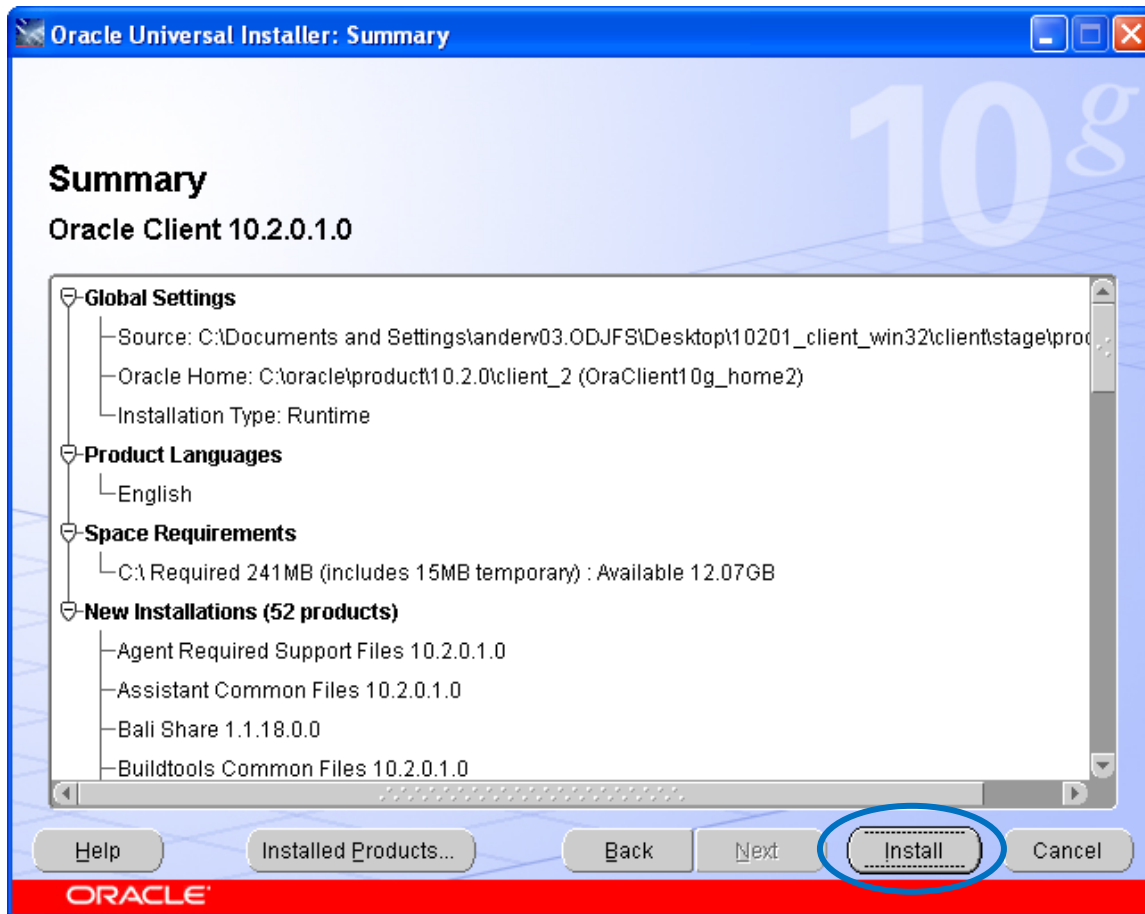 Oracle Universal Installer: Summary
10g
Summary
Oracle Client 10.2.0.1.0
Global Settings
Source: C:\Documents and Settings\anderv03.ODJFS\Desktop\10201_client_win32\client\stage\prod
Oracle Home: C:\oracle\product\10.2.0\client_2 (OraClient10g_home2)
Installation Type: Runtime
Product Languages
English
Space Requirements
C:\ Required 241MB (includes 15MB temporary) : Available 12.07GB
New Installations (52 products)
Agent Required Support Files 10.2.0.1.0
Assistant Common Files 10.2.0.1.0
Bali Share 1.1.18.0.0
Buildtools Common Files 10.2.0.1.0
Help Installed Products... Back Next Install Cancel
ORACLE